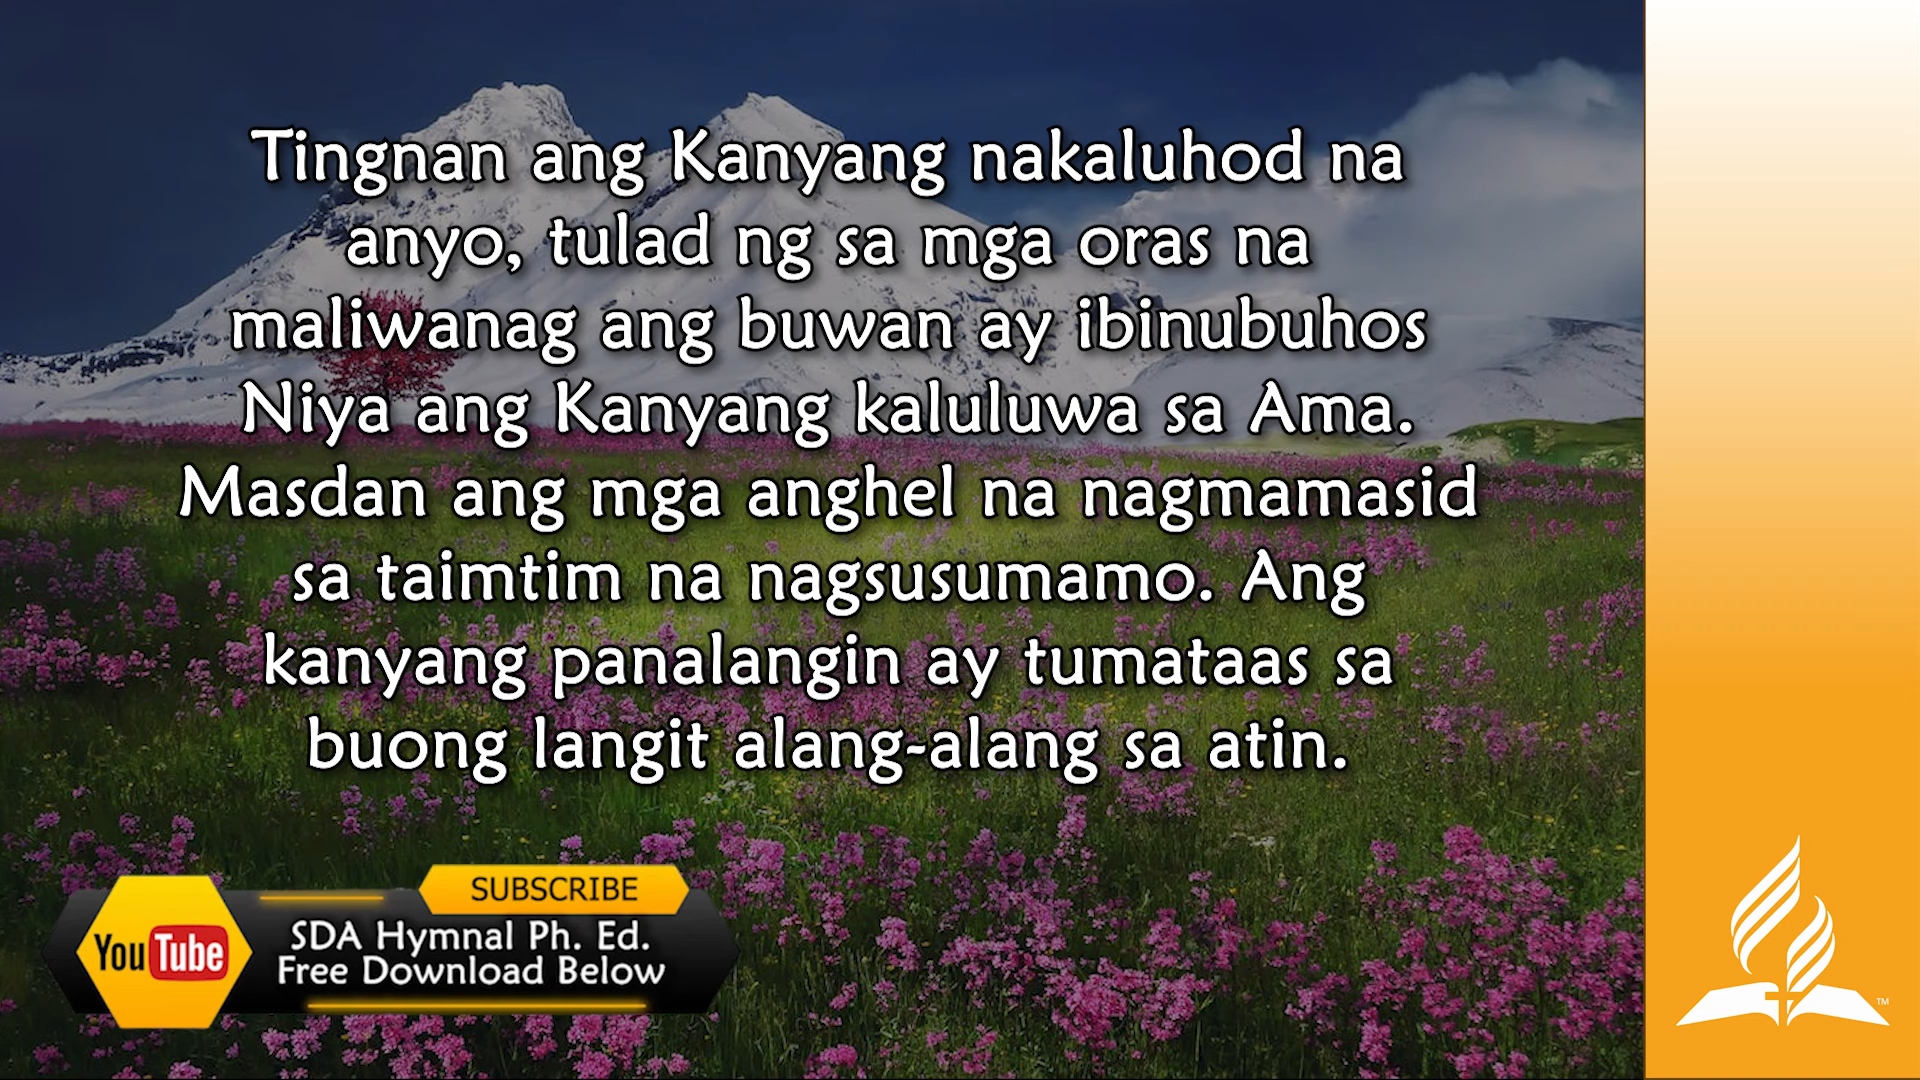 Tingnan ang Kanyang nakaluhod na
anyo, tulad ng sa mga oras na
maliwanag ang buwan ay ibinubuhos
Niya ang Kanyang kaluluwa sa Ama.
Masdan ang mga anghel na nagmamasid
sa taimtim na nagsusumamo. Ang
kanyang panalangin ay tumataas sa
buong langit alang-alang sa atin.
SUBSCRIBE
YouTube
SDA Hymnal Ph. Ed.
Free Download Below
TM